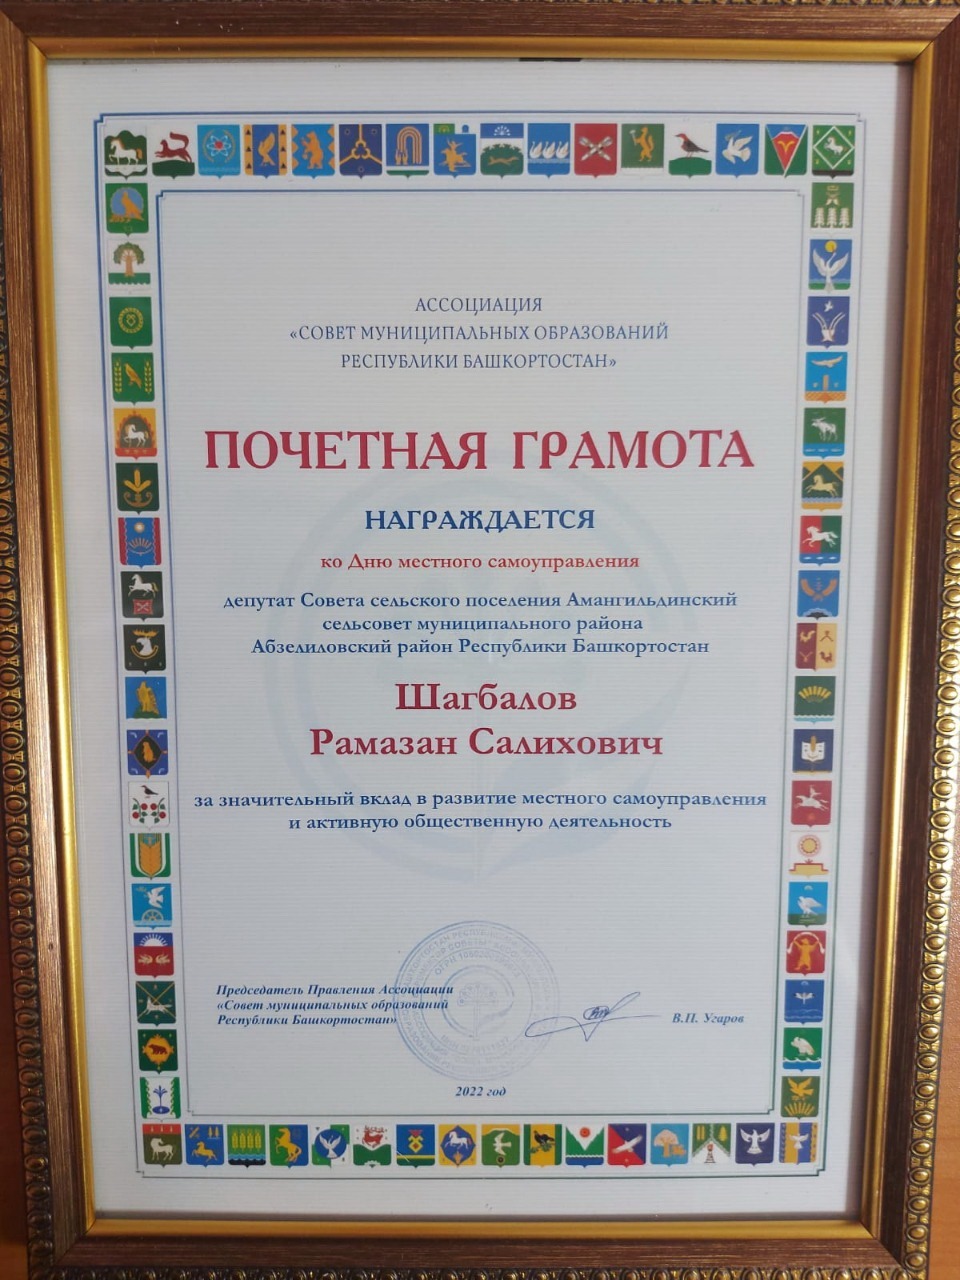 АССОЦИАЦИЯ
«СОВЕТ МУНИЦИПАЛЬНЫХ ОБРАЗОВАНИЙ
РЕСПУБЛИКИ БАШКОРТОСТАН»
ПОЧЕТНАЯ ГРАМОТА
НАГРАЖДАЕТСЯ
ко Дню местного самоуправления
депутат Совета сельского поселения Амангильдинский
сельсовет муниципального района
Абзелиловский район Республики Башкортостан
Шагбалов
Рамазан Салихович
за значительный вклад в развитие местного самоуправления
и активную общественную деятельность
Председатель Правления Ассоциации
«Совет муниципальных образований
Республики Башкортостан»
В.П. Угаров
2022 год